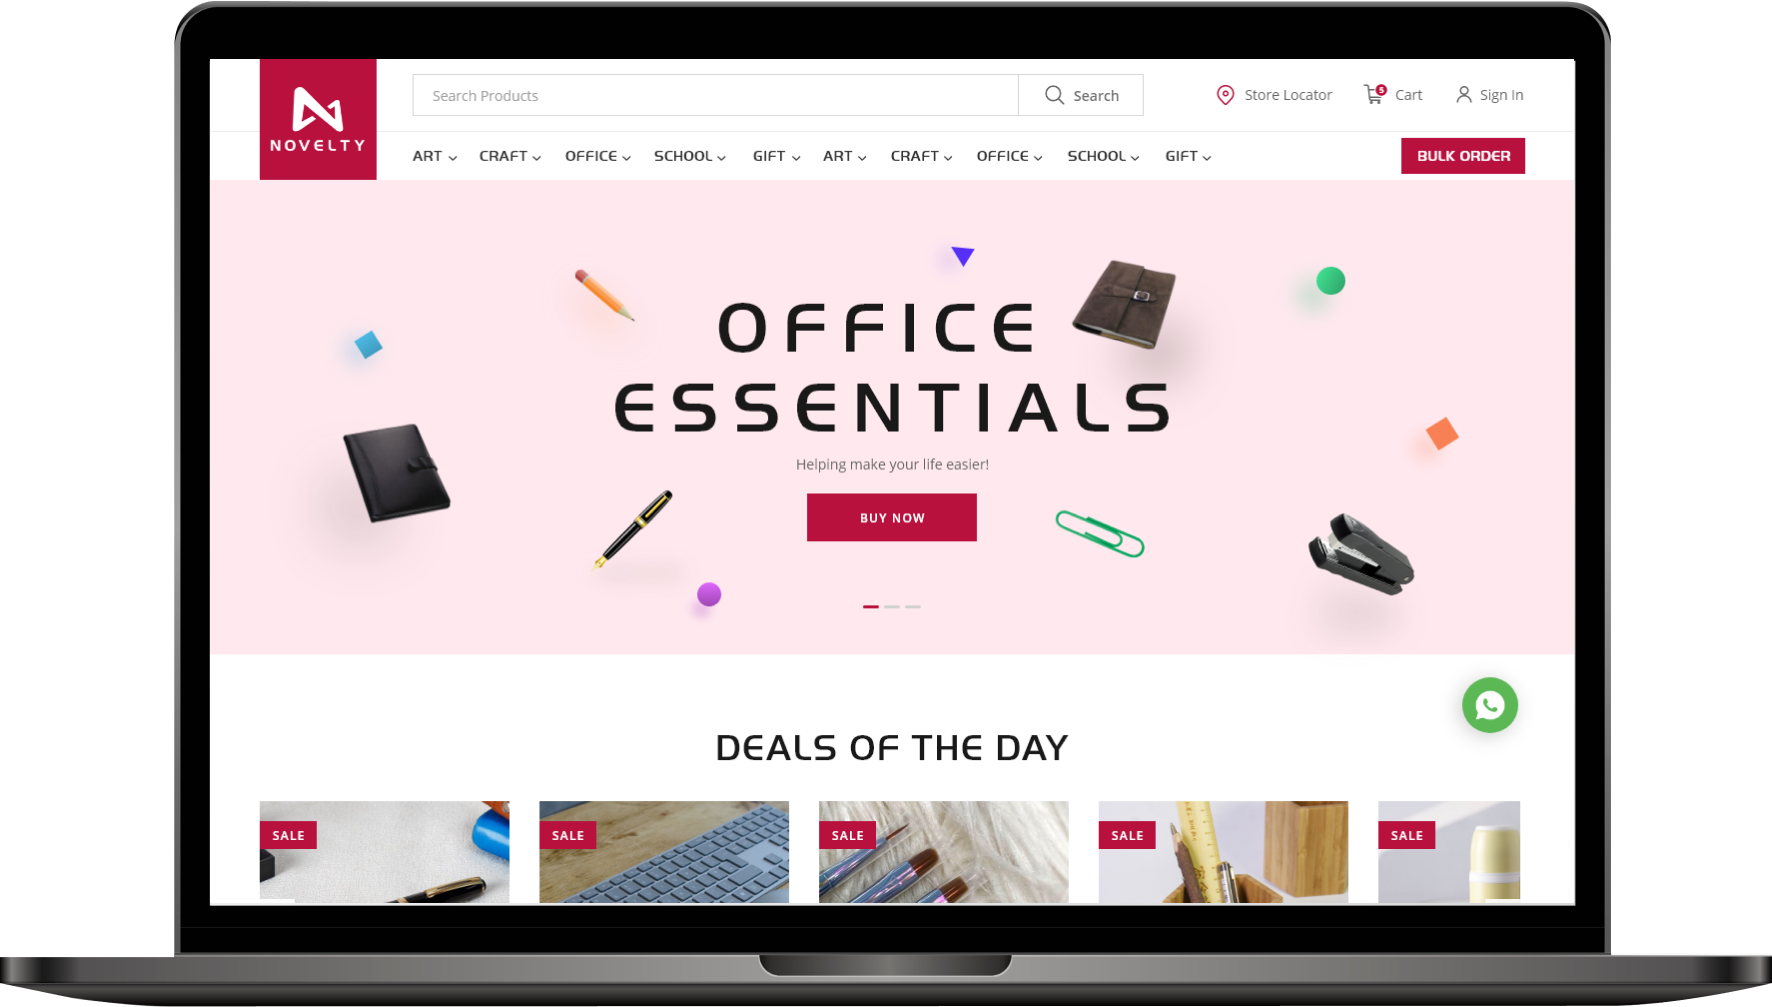 NOVELTY
Search Products
Search
Store Locator
5
Cart
Sign In
ART
CRAFT
OFFICE
SCHOOL
GIFT
ART
CRAFT
OFFICE
SCHOOL
GIFT
BULK ORDER
OFFICE
ESSENTIALS
Helping make your life easier!
BUY NOW
DEALS OF THE DAY
SALE
SALE
SALE
SALE
SALE